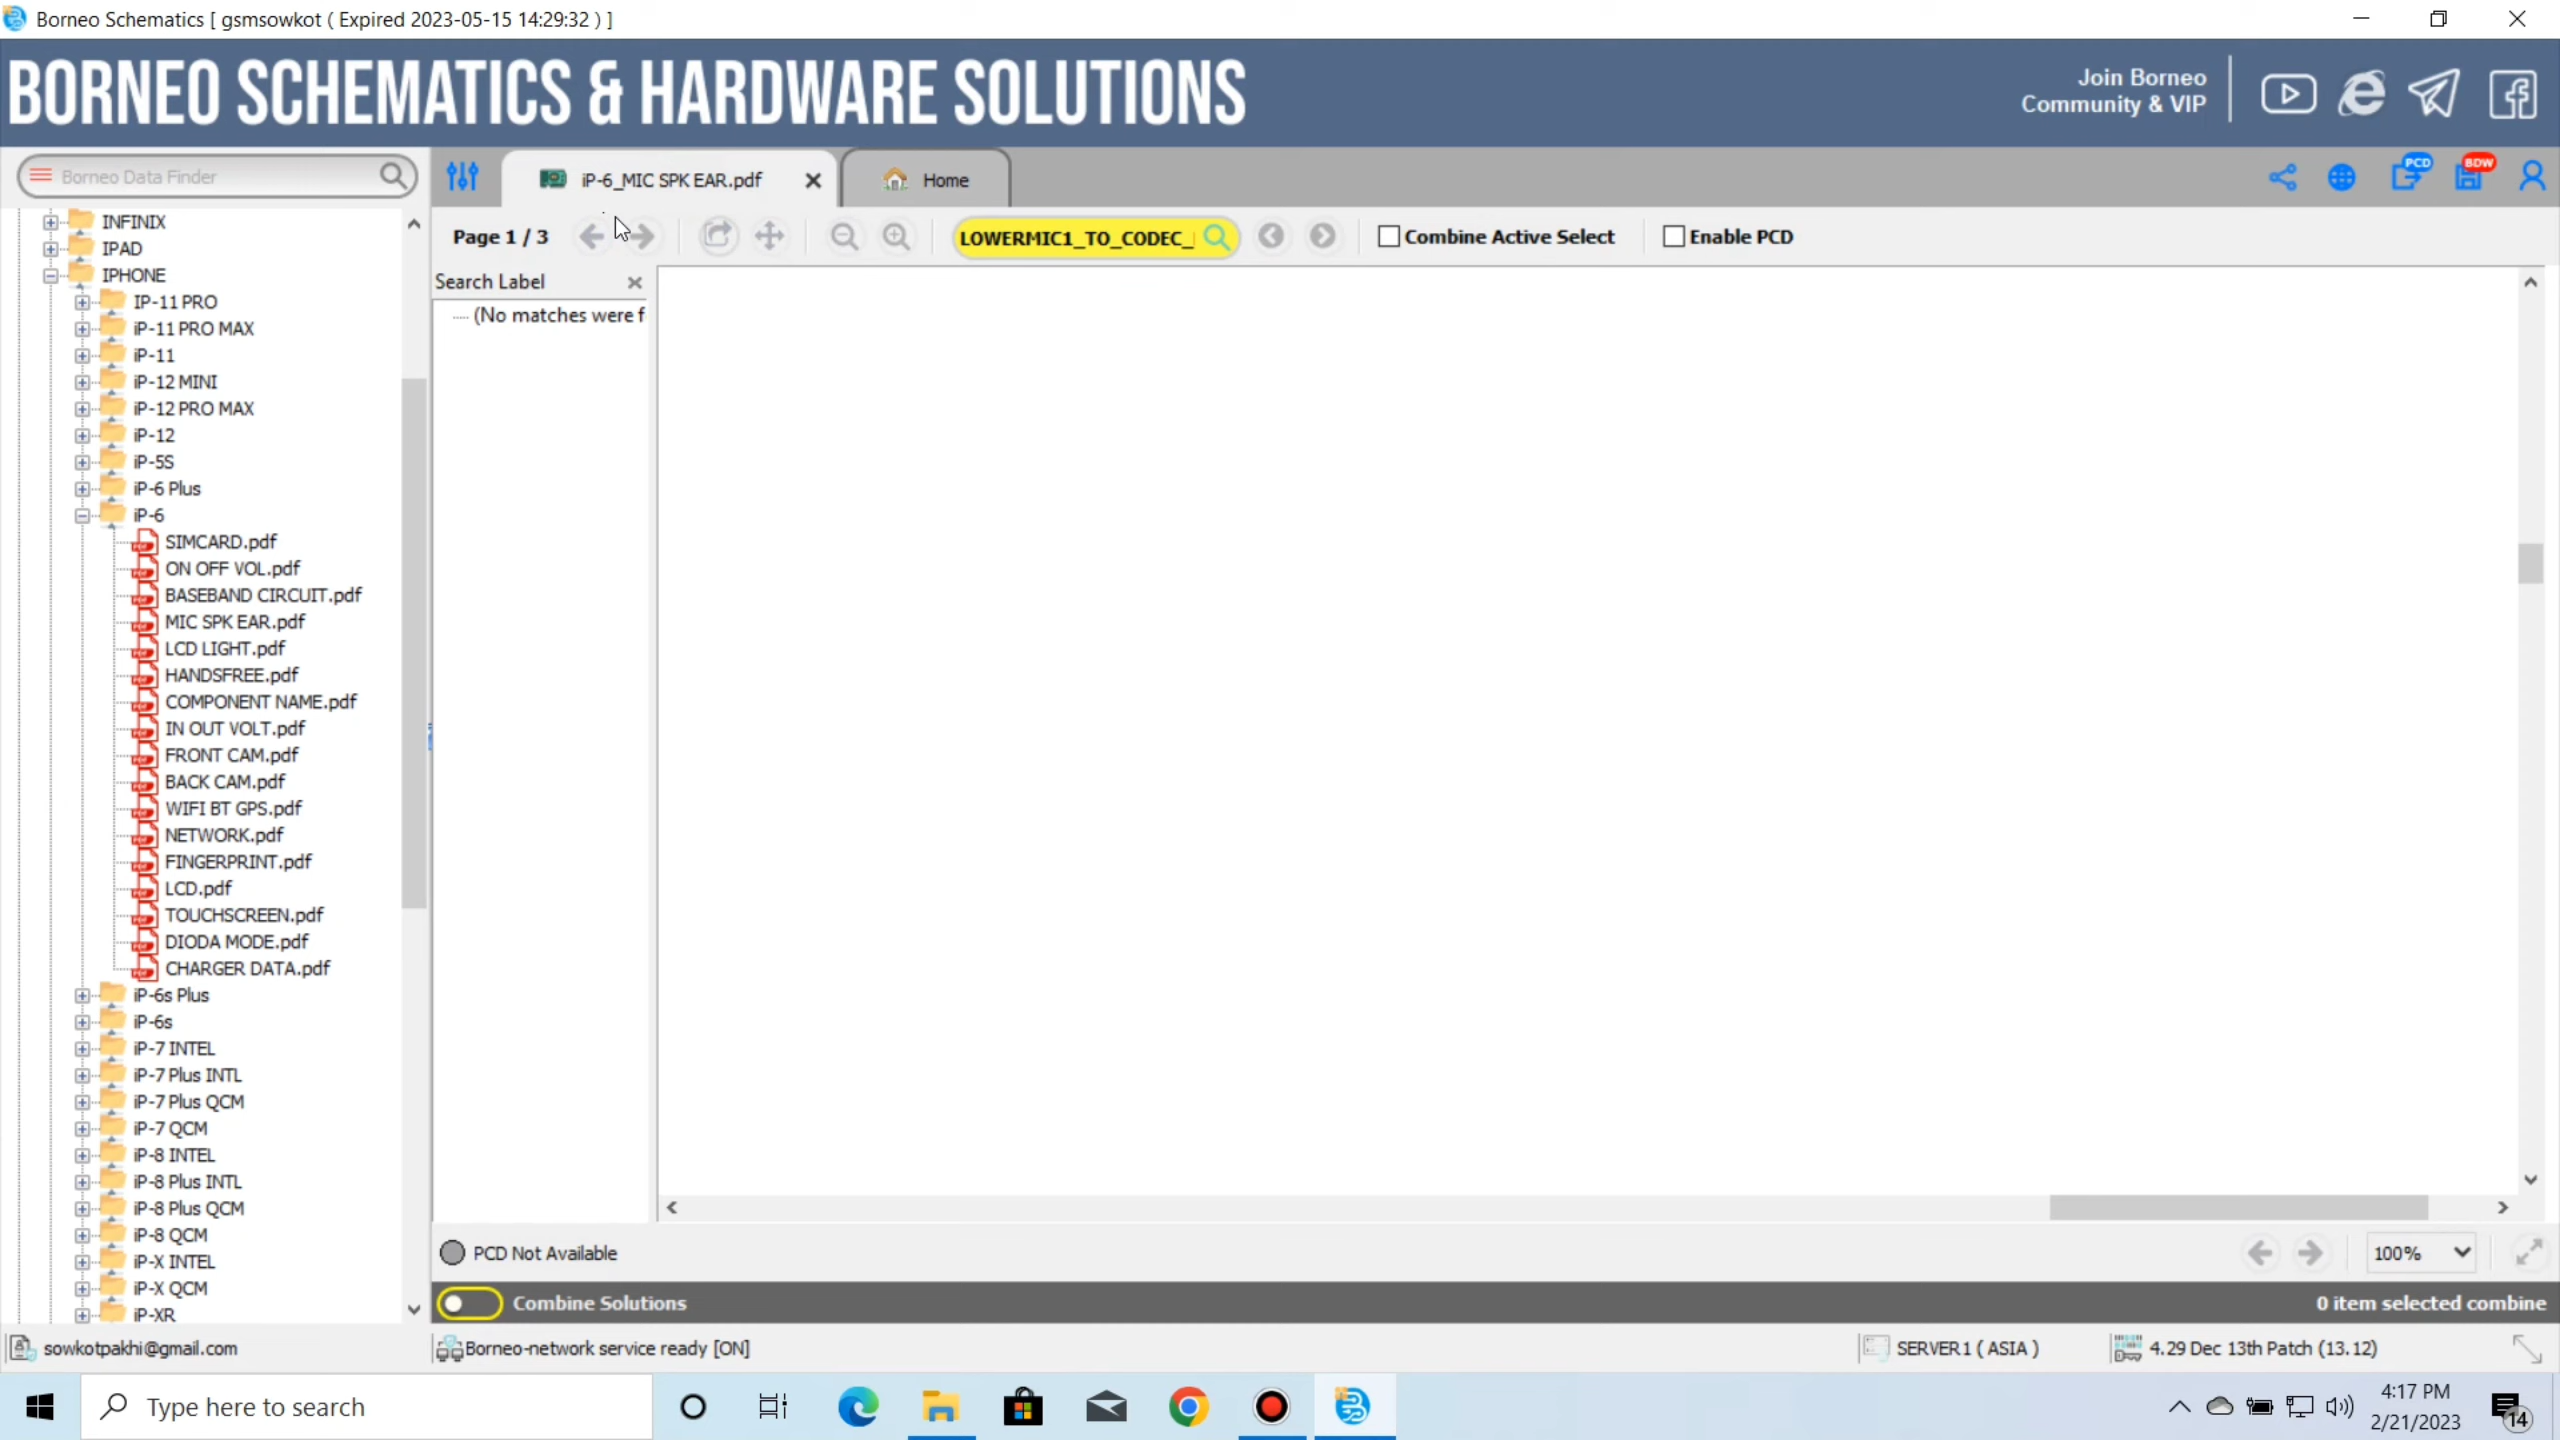 Borneo Schematics [ gsmsowkot ( Expired 2023-05-15 14:29:32 ) ]
BORNEO SCHEMATICS & HARDWARE SOLUTIONS
Join Borneo
Community & VIP
Borneo Data Finder
iP-6_MIC SPK EAR.pdf
Home
PCD
BDW
Page 1 / 3
LOWERMIC1_TO_CODEC_
Combine Active Select
Enable PCD
Search Label
(No matches were f
INFINIX
IPAD
IPHONE
IP-11 PRO
iP-11 PRO MAX
iP-11
iP-12 MINI
iP-12 PRO MAX
iP-12
iP-5S
iP-6 Plus
iP-6
SIMCARD.pdf
ON OFF VOL.pdf
BASEBAND CIRCUIT.pdf
MIC SPK EAR.pdf
LCD LIGHT.pdf
HANDSFREE.pdf
COMPONENT NAME.pdf
IN OUT VOLT.pdf
FRONT CAM.pdf
BACK CAM.pdf
WIFI BT GPS.pdf
NETWORK.pdf
FINGERPRINT.pdf
LCD.pdf
TOUCHSCREEN.pdf
DIODA MODE.pdf
CHARGER DATA.pdf
iP-6s Plus
iP-6s
iP-7 INTEL
iP-7 Plus INTL
iP-7 Plus QCM
iP-7 QCM
iP-8 INTEL
iP-8 Plus INTL
iP-8 Plus QCM
iP-8 QCM
iP-X INTEL
iP-X QCM
iP-XR
PCD Not Available
100%
Combine Solutions
0 item selected combine
sowkotpakhi@gmail.com
Borneo-network service ready [ON]
SERVER1 ( ASIA )
4.29 Dec 13th Patch (13.12)
Type here to search
4:17 PM
2/21/2023
14